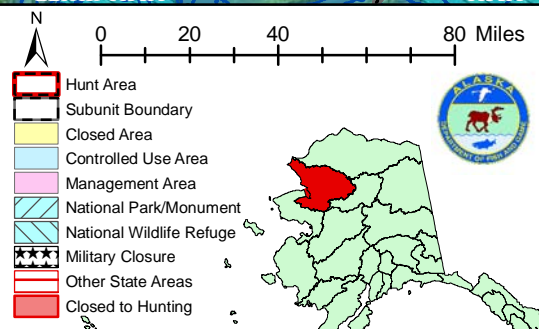 N
0 20 40 80 Miles
Hunt Area
Subunit Boundary
Closed Area
Controlled Use Area
Management Area
National Park/Monument
National Wildlife Refuge
Military Closure
Other State Areas
Closed to Hunting
ALASKA
DEPARTMENT OF FISH AND GAME